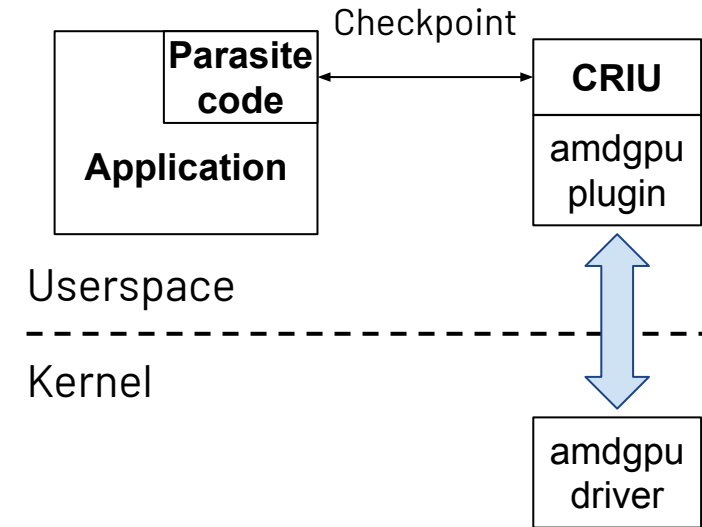 Checkpoint
Parasite
code
Application
CRIU
amdgpu
plugin
Userspace
Kernel
amdgpu
driver